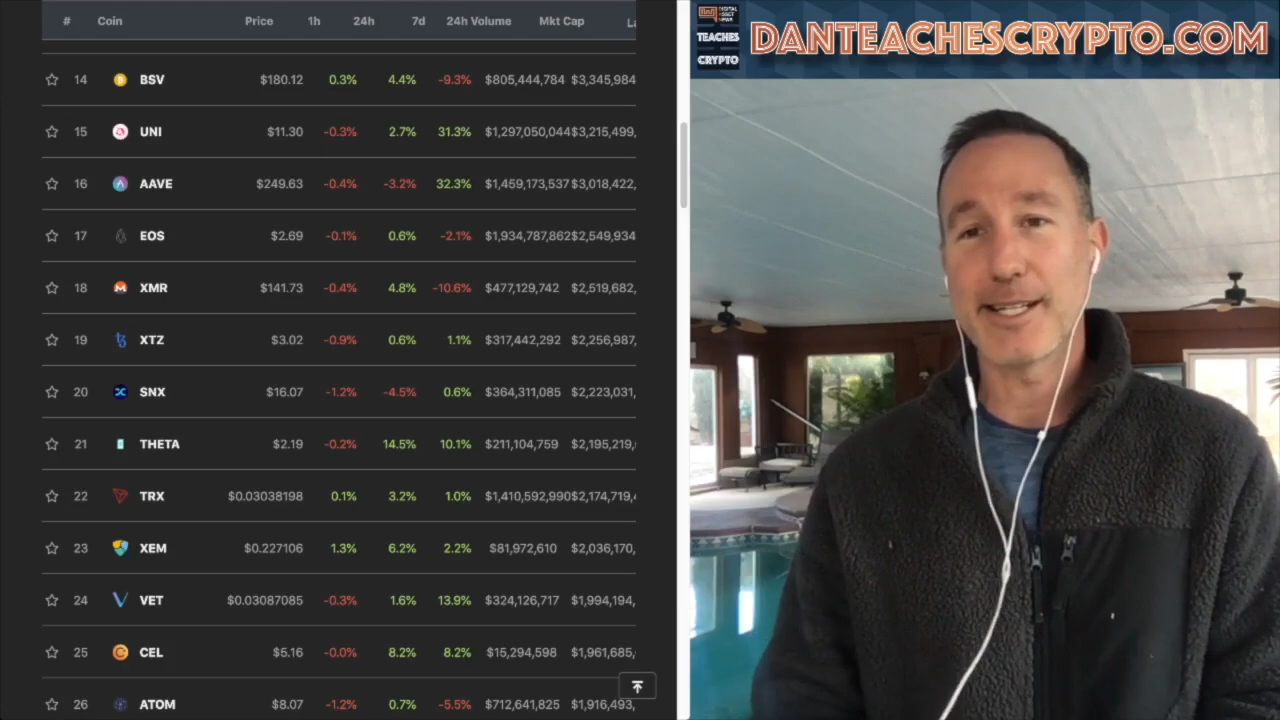 # Coin Price 1h 24h 7d 24h Volume Mkt Cap La
14 BSV $180.12 0.3% 4.4% -9.3% $805,444,784 $3,345,984
15 UNI $11.30 -0.3% 2.7% 31.3% $1,297,050,044 $3,215,499,
16 AAVE $249.63 -0.4% -3.2% 32.3% $1,459,173,537 $3,018,422,
17 EOS $2.69 -0.1% 0.6% -2.1% $1,934,787,862 $2,549,934
18 XMR $141.73 -0.4% 4.8% -10.6% $477,129,742 $2,519,682,
19 XTZ $3.02 -0.9% 0.6% 1.1% $317,442,292 $2,256,987,
20 SNX $16.07 -1.2% -4.5% 0.6% $364,311,085 $2,223,031,
21 THETA $2.19 -0.2% 14.5% 10.1% $211,104,759 $2,195,219,
22 TRX $0.03038198 0.1% 3.2% 1.0% $1,410,592,990 $2,174,719,
23 XEM $0.227106 1.3% 6.2% 2.2% $81,972,610 $2,036,170,
24 VET $0.03087085 -0.3% 1.6% 13.9% $324,126,717 $1,994,194,
25 CEL $5.16 -0.0% 8.2% 8.2% $15,294,598 $1,961,685,
26 ATOM $8.07 -1.2% 0.7% -5.5% $712,641,825 $1,916,493,
DIGITAL
ASSET
NEWS
TEACHES
CRYPTO
DANTEACHESCRYPTO.COM